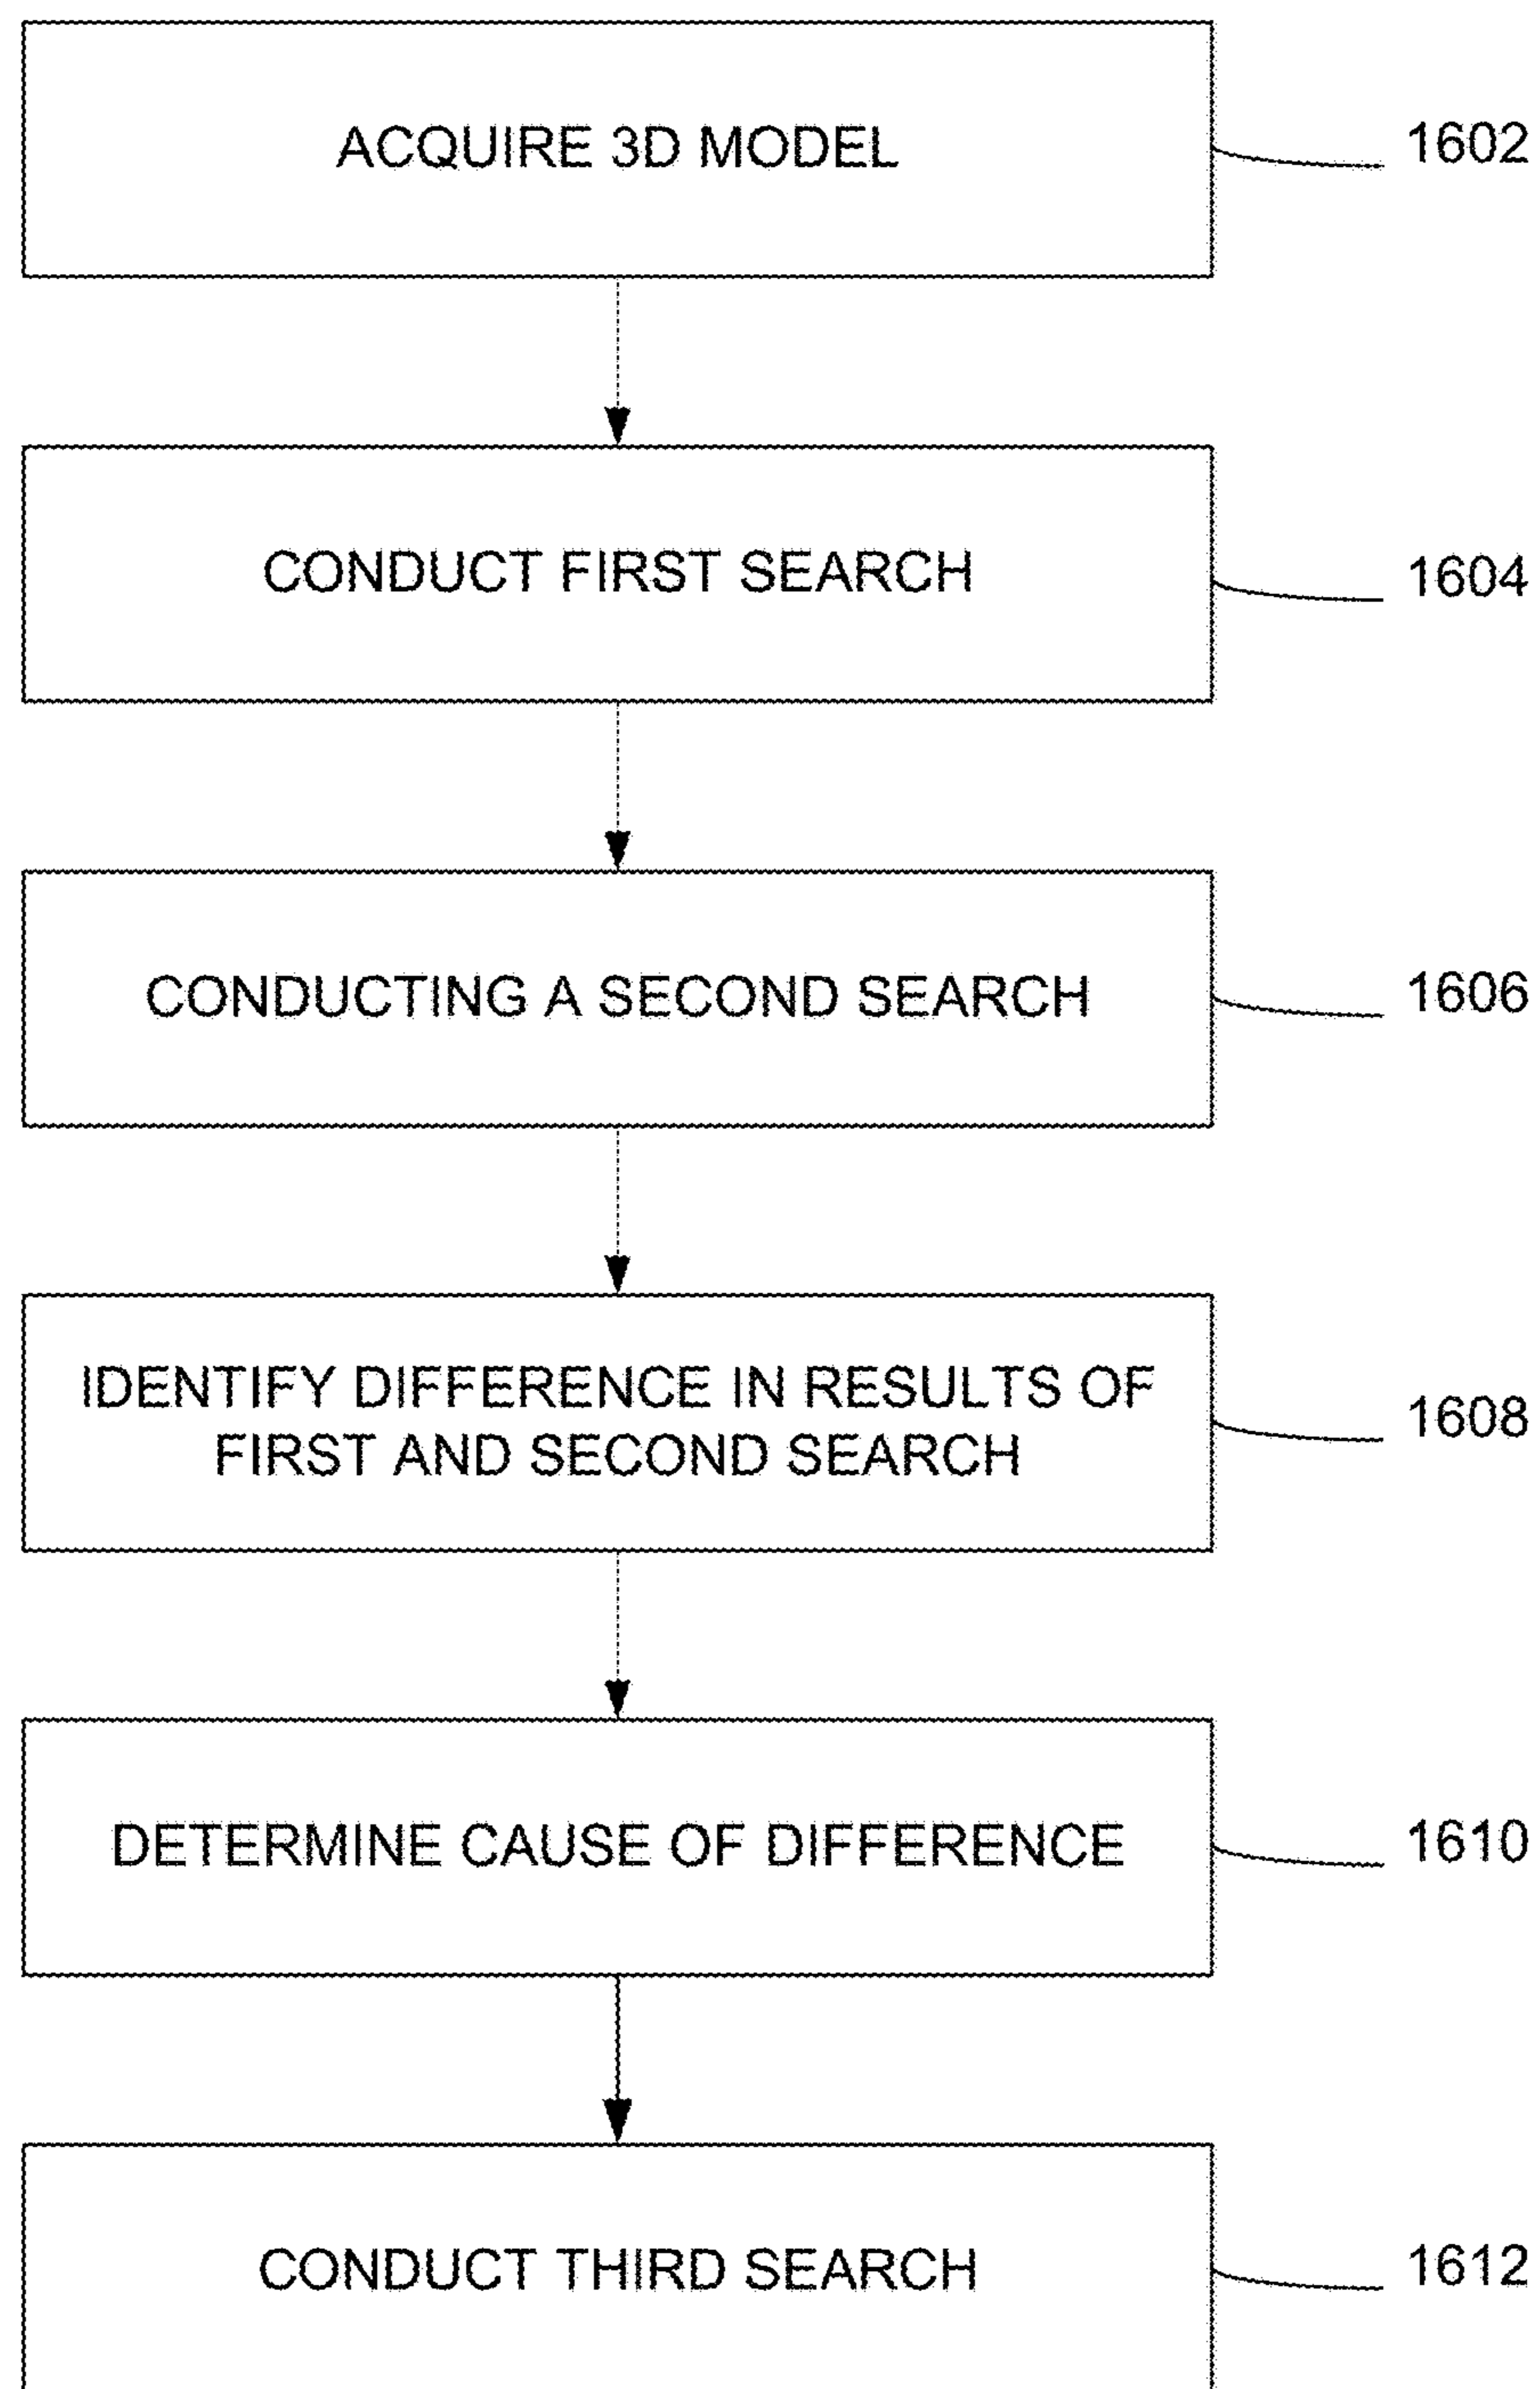 ACQUIRE 3D MODEL
1602
CONDUCT FIRST SEARCH
1604
CONDUCTING A SECOND SEARCH
1606
IDENTIFY DIFFERENCE IN RESULTS OF
FIRST AND SECOND SEARCH
1608
DETERMINE CAUSE OF DIFFERENCE
1610
CONDUCT THIRD SEARCH
1612